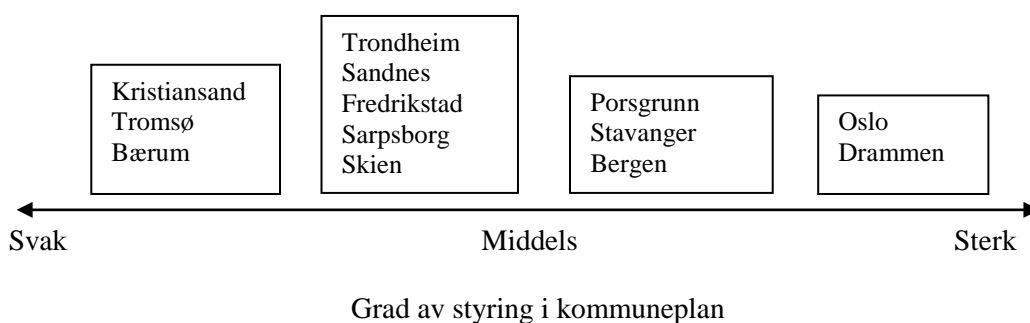 Kristiansand
Tromsø
Bærum
Trondheim
Sandnes
Fredrikstad
Sarpsborg
Skien
Porsgrunn
Stavanger
Bergen
Oslo
Drammen
Svak
Middels
Sterk
Grad av styring i kommuneplan